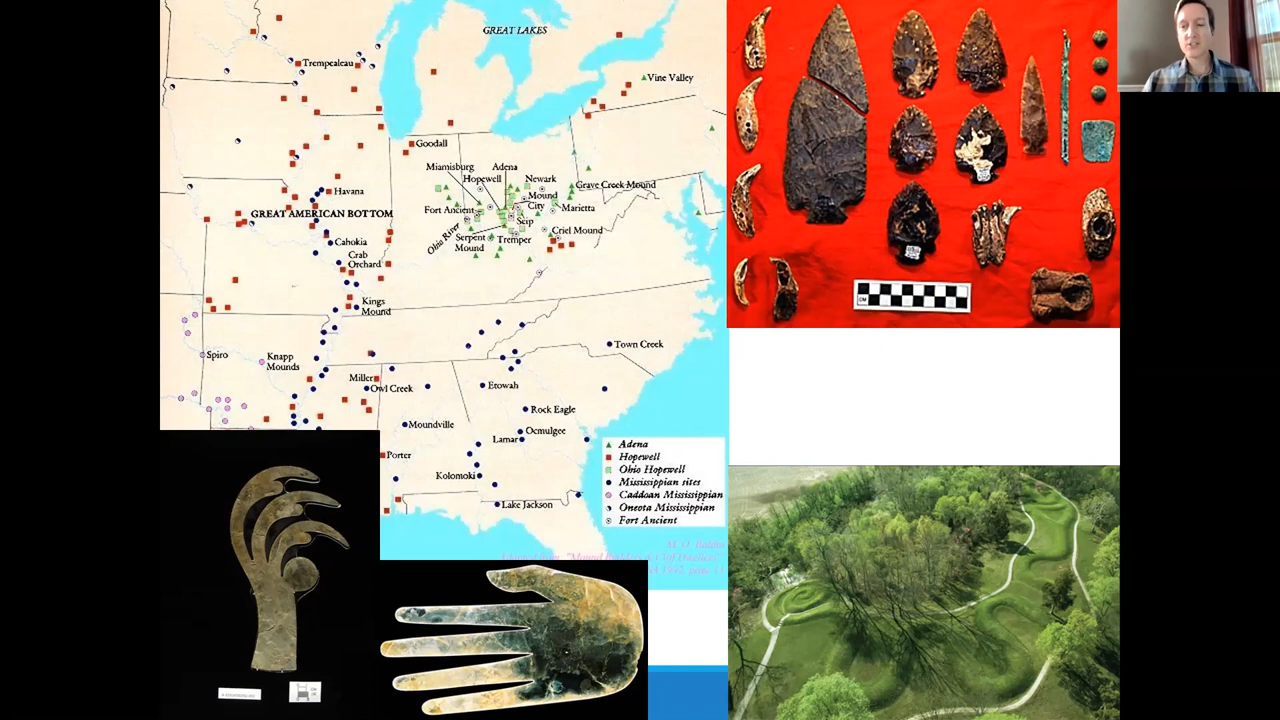 GREAT LAKES
Trempealeau
Vine Valley
Goodall
Miamisburg
Adena
Hopewell
Newark
Grave Creek Mound
Mound
City
Marietta
Fort Ancient
Seip
Ohio River
Serpent
Mound
Tremper
Criel Mound
Havana
GREAT AMERICAN BOTTOM
Cahokia
Crab
Orchard
Kings
Mound
Spiro
Knapp
Mounds
Town Creek
Miller
Owl Creek
Etowah
Rock Eagle
Moundville
Ocmulgee
Lamar
Porter
Kolomoki
Lake Jackson
Adena
Hopewell
Ohio Hopewell
Mississippian sites
Caddoan Mississippian
Oneota Mississippian
Fort Ancient